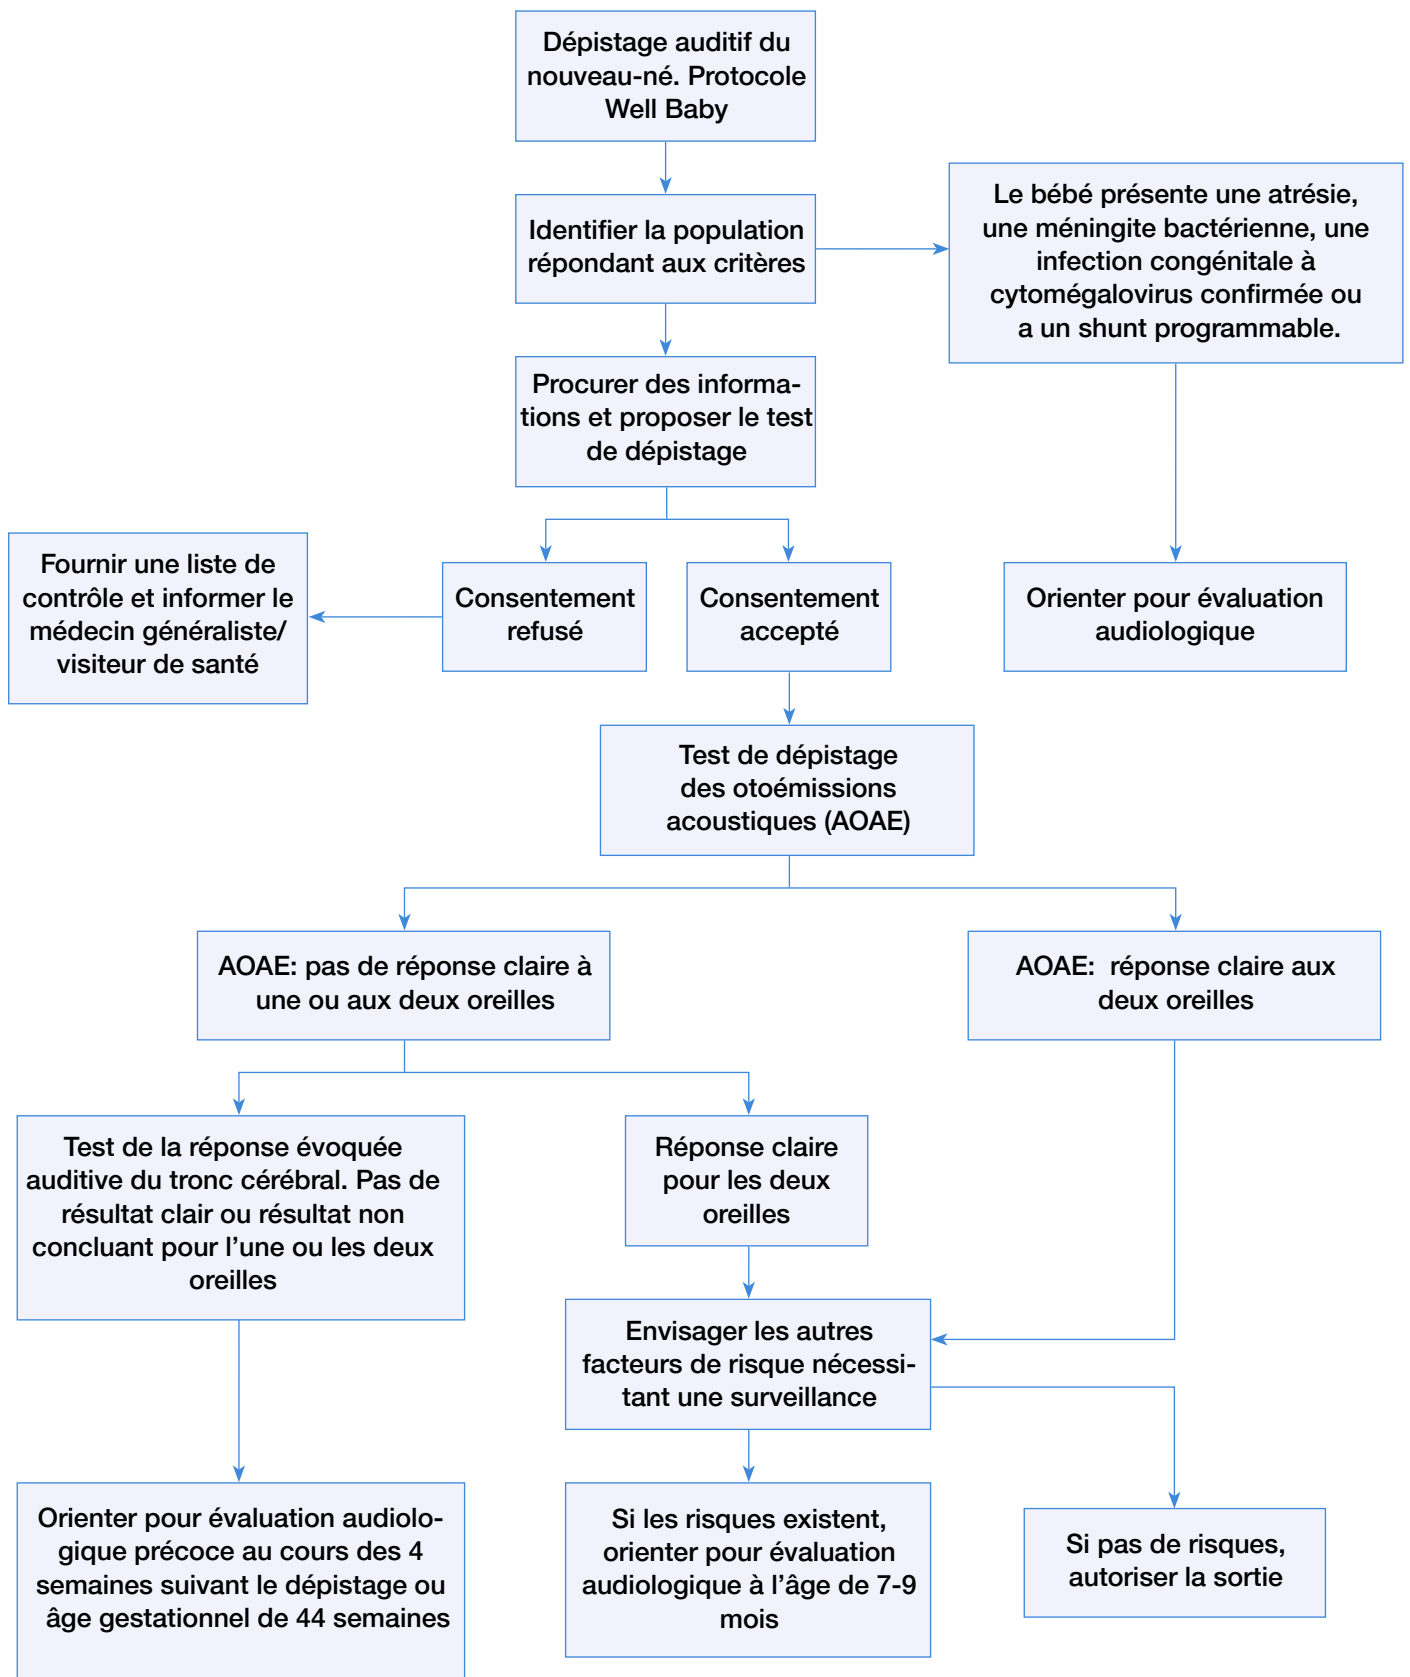 Dépistage auditif du
nouveau-né. Protocole
Well Baby
Identifier la population
répondant aux critères
Le bébé présente une atrésie,
une méningite bactérienne, une
infection congénitale à
cytomégalovirus confirmée ou
a un shunt programmable.
Procurer des informa-
tions et proposer le test
de dépistage
Fournir une liste de
contrôle et informer le
médecin généraliste/
visiteur de santé
Consentement
refusé
Consentement
accepté
Orienter pour évaluation
audiologique
Test de dépistage
des otoémissions
acoustiques (AOAE)
AOAE: pas de réponse claire à
une ou aux deux oreilles
AOAE:  réponse claire aux
deux oreilles
Test de la réponse évoquée
auditive du tronc cérébral. Pas de
résultat clair ou résultat non
concluant pour l’une ou les deux
oreilles
Réponse claire
pour les deux
oreilles
Envisager les autres
facteurs de risque nécessi-
tant une surveillance
Orienter pour évaluation audiolo-
gique précoce au cours des 4
semaines suivant le dépistage ou
âge gestationnel de 44 semaines
Si les risques existent,
orienter pour évaluation
audiologique à l’âge de 7-9
mois
Si pas de risques,
autoriser la sortie